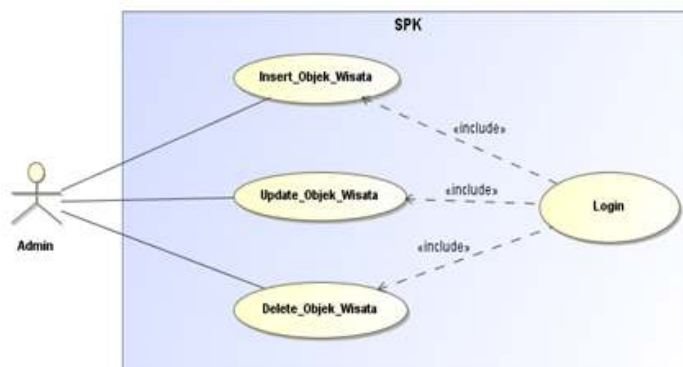 SPK
Insert_Objek_Wisata
«include»
Update_Objek_Wisata
«include»
Login
Admin
«include»
Delete_Objek_Wisata